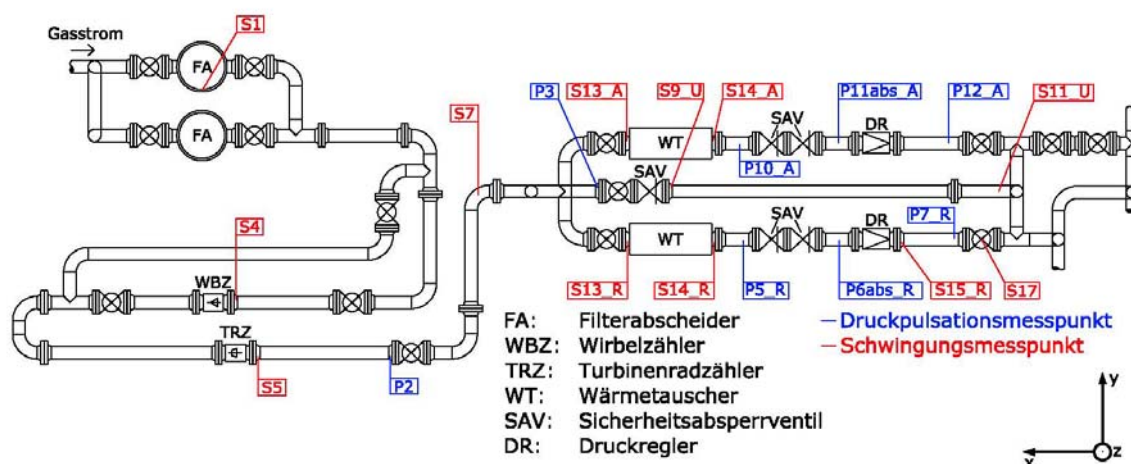 Gasstrom
S1
FA
FA
S7
P3
S13_A
S9_U
S14_A
P11abs_A
P12_A
S11_U
SAV
DR
WT
P10_A
SAV
S4
WBZ
SAV
DR
P7_R
WT
TRZ
S13_R
S14_R
P5_R
P6abs_R
S15_R
S17
S5
P2
FA: Filterabscheider
WBZ: Wirbelzähler
TRZ: Turbinenradzähler
WT: Wärmetauscher
SAV: Sicherheitsabsperrventil
DR: Druckregler
Druckpulsationsmesspunkt
Schwingungsmesspunkt
y
x
z